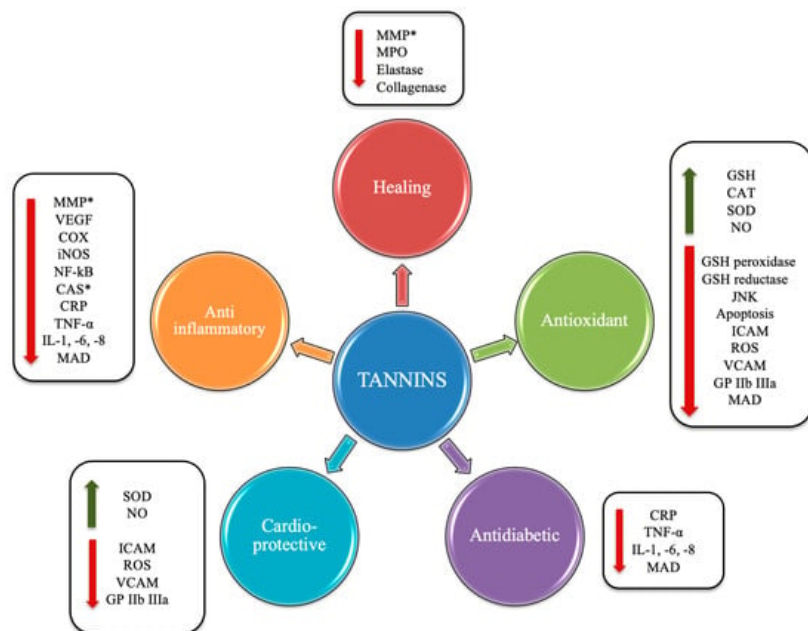 MMP*
MPO
Elastase
Collagenase
Healing
MMP*
VEGF
COX
iNOS
NF-kB
CAS*
CRP
TNF-α
IL-1, -6, -8
MAD
Anti
inflammatory
GSH
CAT
SOD
NO
GSH peroxidase
GSH reductase
JNK
Apoptosis
ICAM
ROS
VCAM
GP IIb IIIa
MAD
Antioxidant
TANNINS
SOD
NO
ICAM
ROS
VCAM
GP IIb IIIa
Cardio-
protective
Antidiabetic
CRP
TNF-α
IL-1, -6, -8
MAD